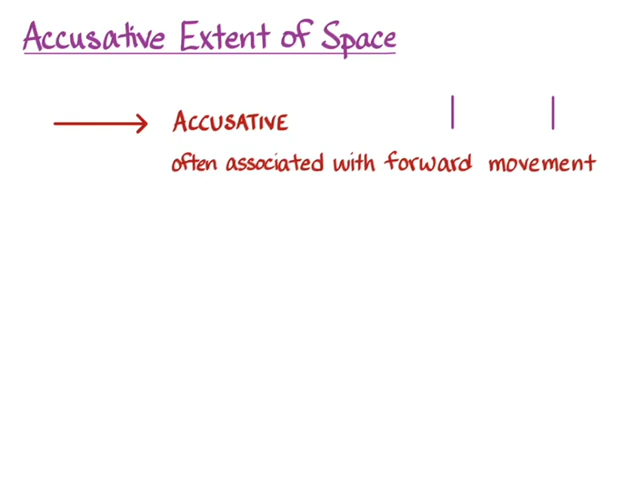 Accusative Extent of Space
ACCUSATIVE
often associated with forward movement